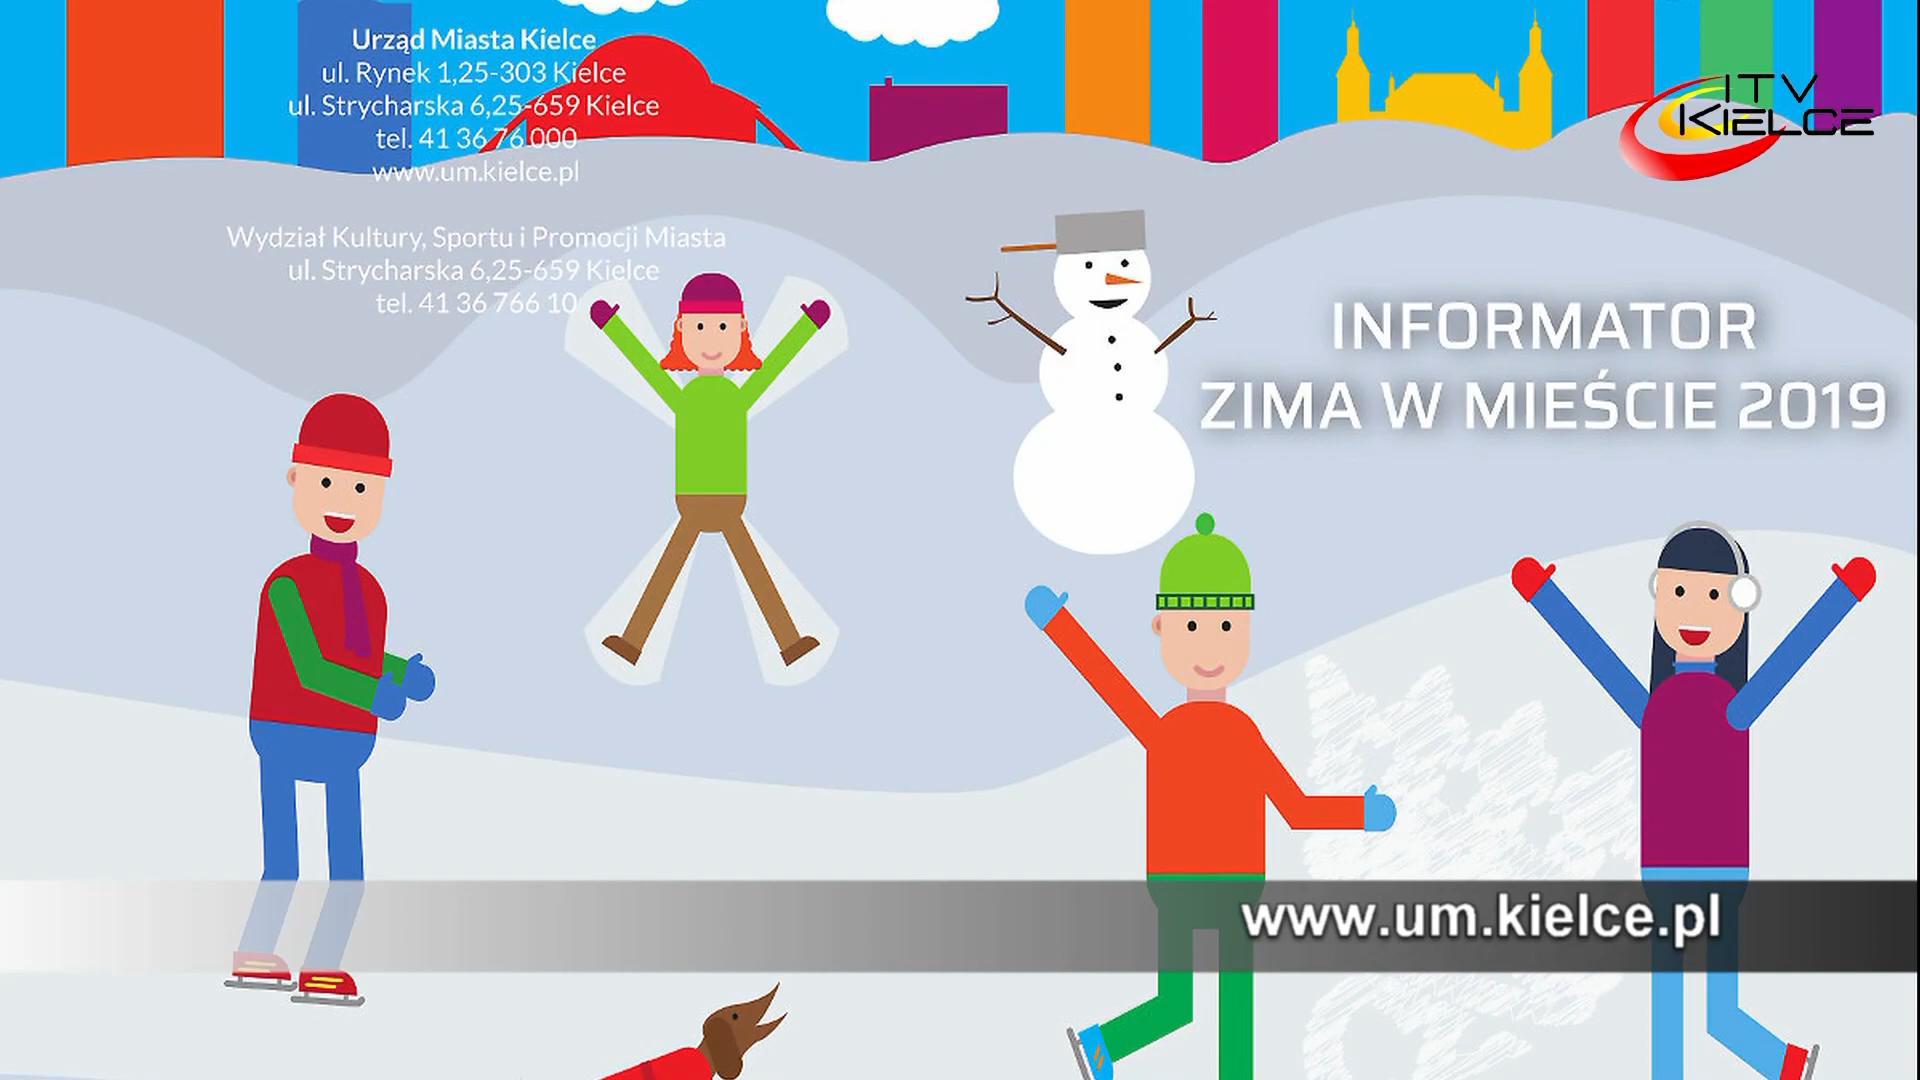 Urząd Miasta Kielce
ul. Rynek 1,25-303 Kielce
ul. Strycharska 6,25-659 Kielce
tel. 41 36 76 000
www.um.kielce.pl
Wydział Kultury, Sportu i Promocji Miasta
ul. Strycharska 6,25-659 Kielce
tel. 41 36 766 10
ITV
KIELCE
INFORMATOR
ZIMA W MIEŚCIE 2019
www.um.kielce.pl